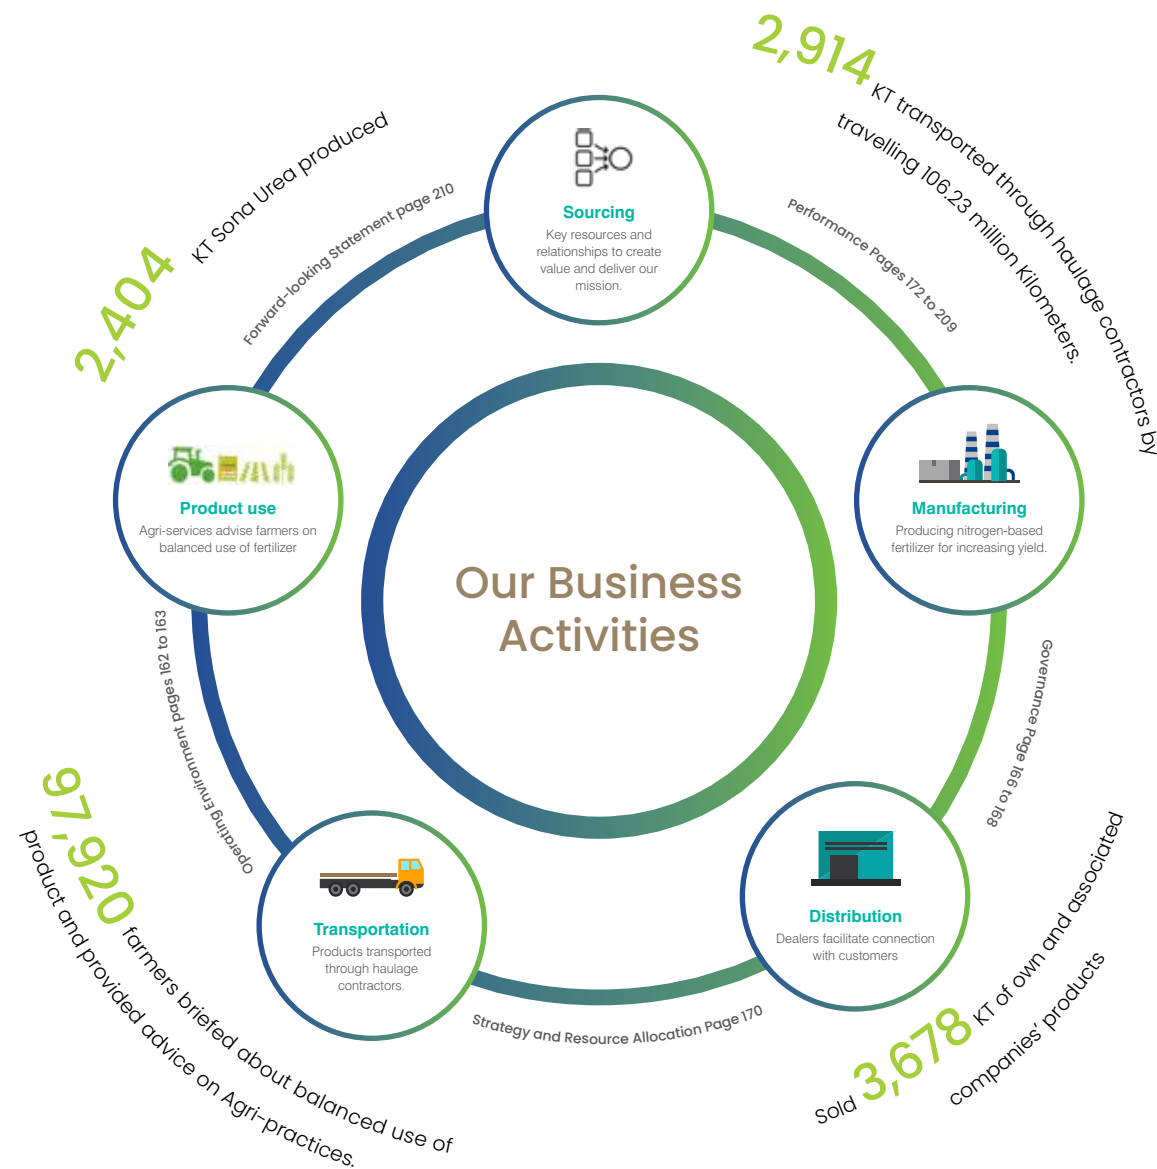 2,914
KT transported through haulage contractors by
travelling 106.23 million Kilometers.
2,404
KT Sona Urea produced
Forward-looking Statement page 210
Sourcing
Key resources and
relationships to create
value and deliver our
mission.
Performance Pages 172 to 209
Product use
Agri-services advise farmers on
balanced use of fertilizer
Manufacturing
Producing nitrogen-based
fertilizer for increasing yield.
Our Business
Activities
Operating Environment pages 162 to 163
Governance Page 166 to 168
Transportation
Products transported
through haulage
contractors.
Distribution
Dealers facilitate connection
with customers
Strategy and Resource Allocation Page 170
97,920 farmers briefed about balanced use of
product and provided advice on Agri-practices.
Sold 3,678 KT of own and associated
companies’ products